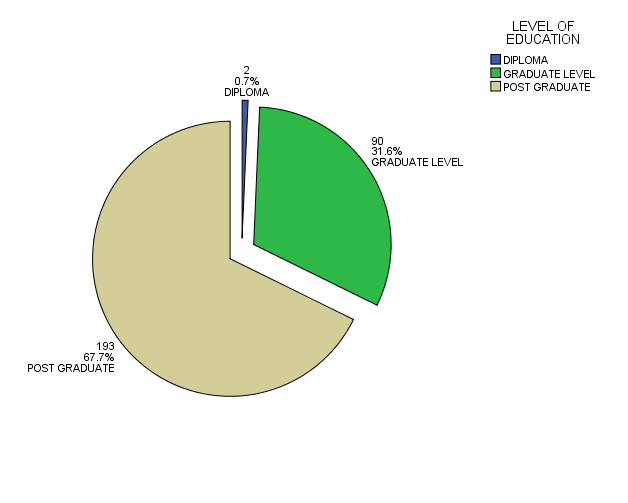 LEVEL OF
EDUCATION
DIPLOMA
GRADUATE LEVEL
POST GRADUATE
2
0.7%
DIPLOMA
90
31.6%
GRADUATE LEVEL
193
67.7%
POST GRADUATE